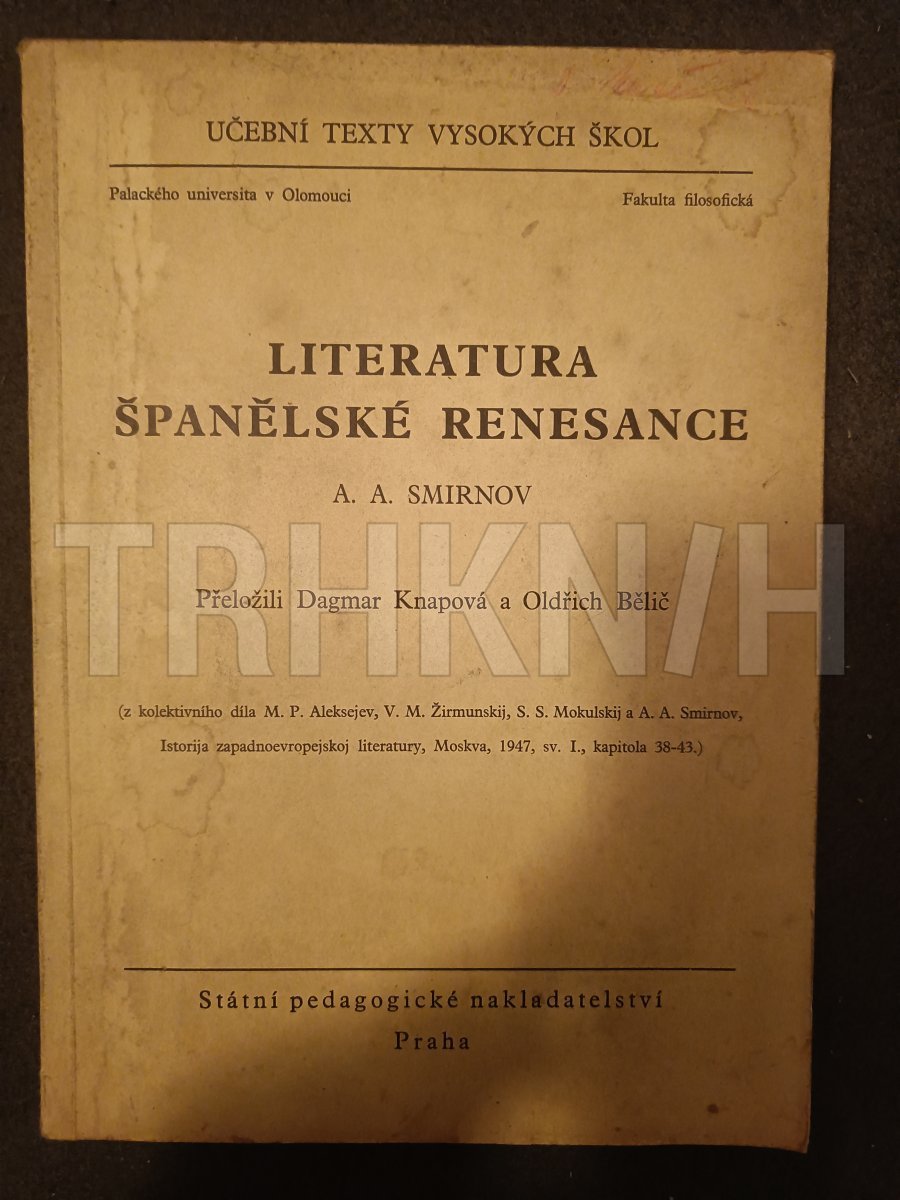 UČEBNÍ TEXTY VYSOKÝCH ŠKOL
Palackého universita v Olomouci Fakulta filosofická
LITERATURA
ŠPANĚLSKÉ RENESANCE
A. A. SMIRNOV
TRHKNIH
Přeložili Dagmar Knapová a Oldřich Bělič
(z kolektivního díla M. P. Aleksejev, V. M. Žirmunskij, S. S. Mokulskij a A. A. Smirnov,
Istorija zapadnoevropejskoj literatury, Moskva, 1947, sv. I., kapitola 38-43.)
Státní pedagogické nakladatelství
Praha